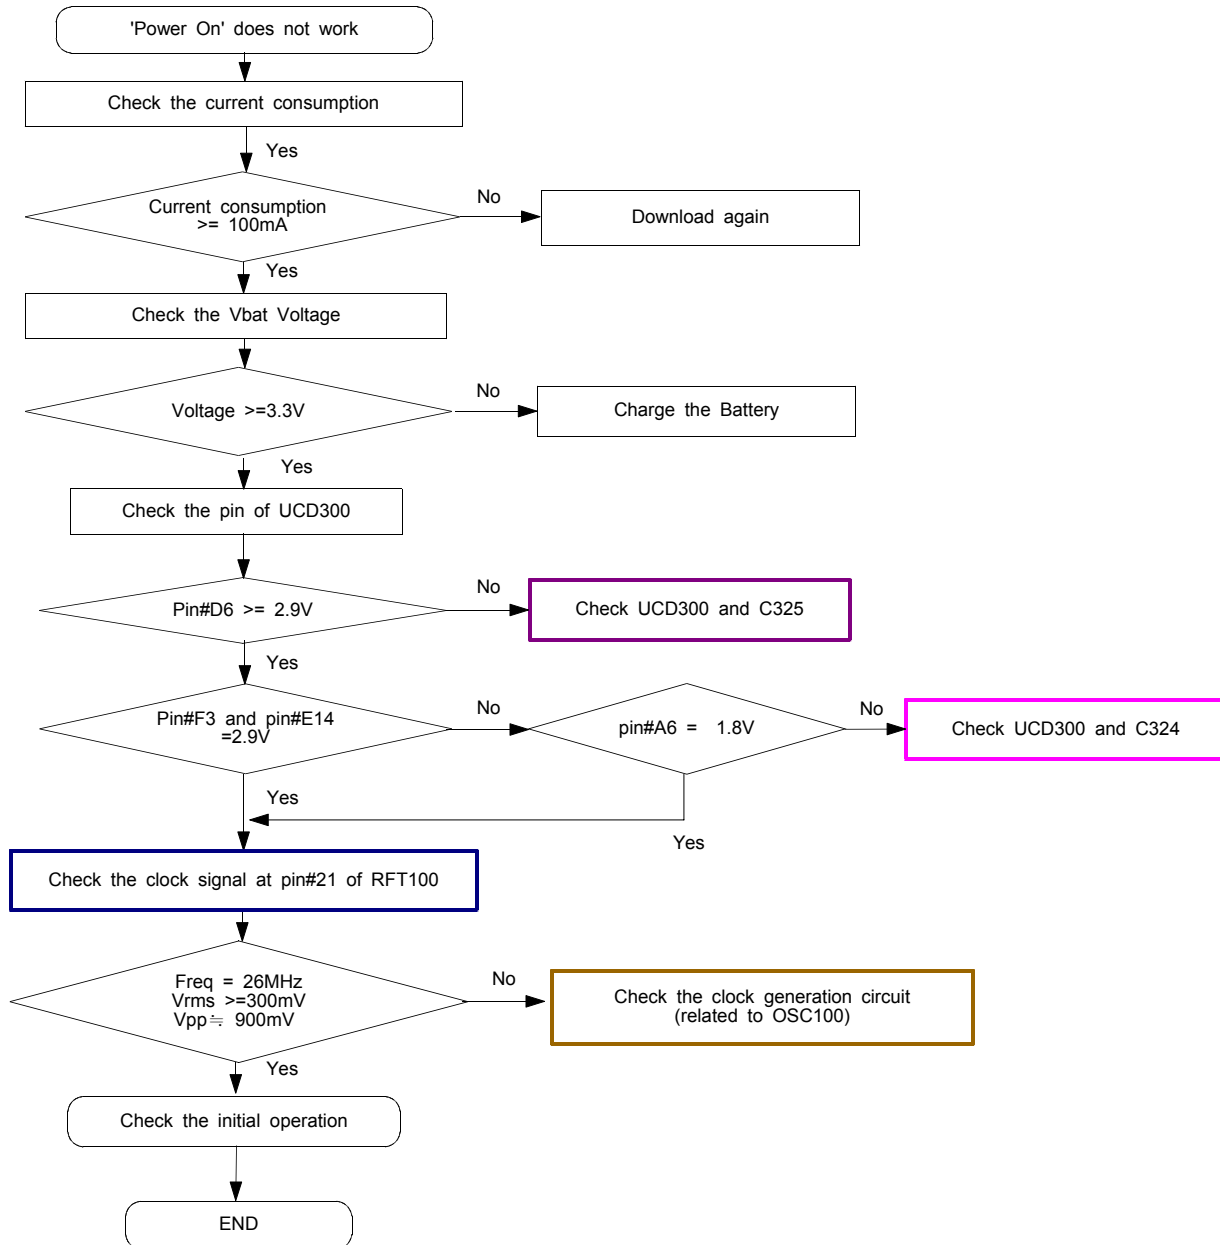 'Power On' does not work
Check the current consumption
Yes
Current consumption
>= 100mA
No
Download again
Yes
Check the Vbat Voltage
Voltage >=3.3V
No
Charge the Battery
Yes
Check the pin of UCD300
Pin#D6 >= 2.9V
No
Check UCD300 and C325
Yes
Pin#F3 and pin#E14
=2.9V
No
pin#A6 = 1.8V
No
Check UCD300 and C324
Yes
Yes
Check the clock signal at pin#21 of RFT100
Freq = 26MHz
Vrms >=300mV
Vpp≒ 900mV
No
Check the clock generation circuit
(related to OSC100)
Yes
Check the initial operation
END